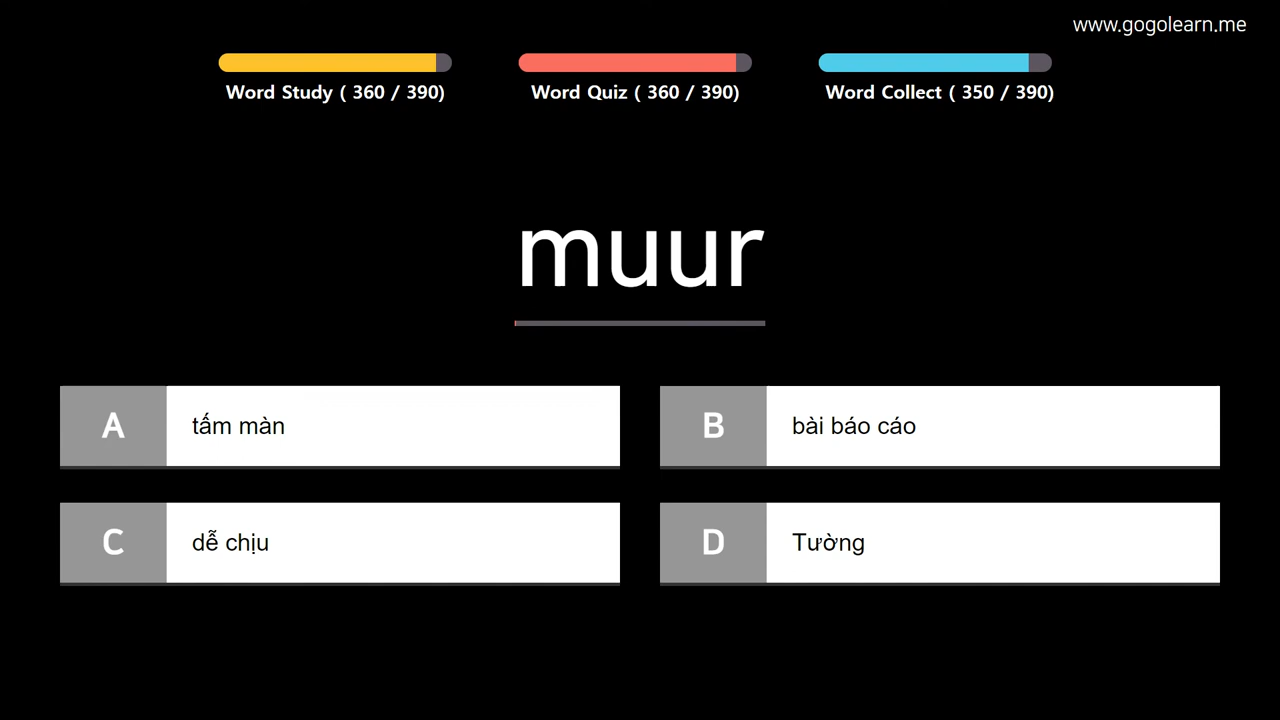 www.gogolearn.me
Word Study ( 360 / 390)
Word Quiz ( 360 / 390)
Word Collect ( 350 / 390)
muur
A
tấm màn
B
bài báo cáo
C
dễ chịu
D
Tường